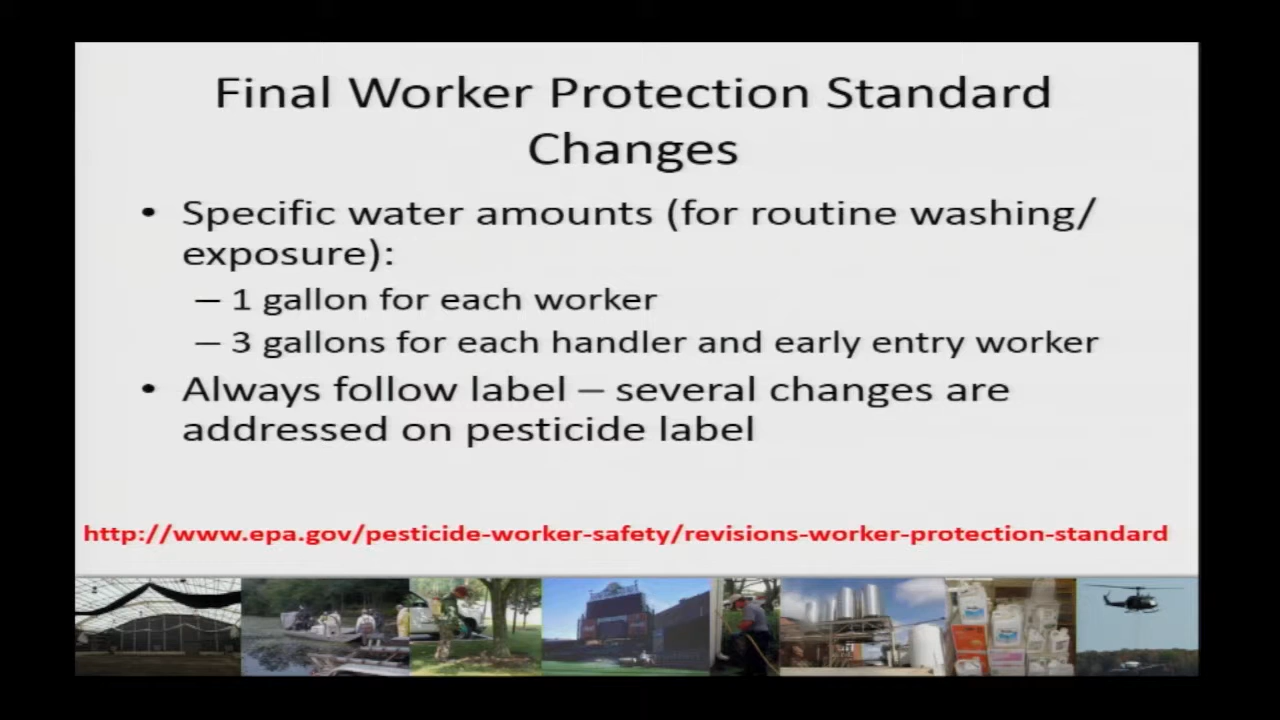 Final Worker Protection Standard
Changes
• Specific water amounts (for routine washing/
exposure):
– 1 gallon for each worker
– 3 gallons for each handler and early entry worker
• Always follow label – several changes are
addressed on pesticide label
http://www.epa.gov/pesticide-worker-safety/revisions-worker-protection-standard